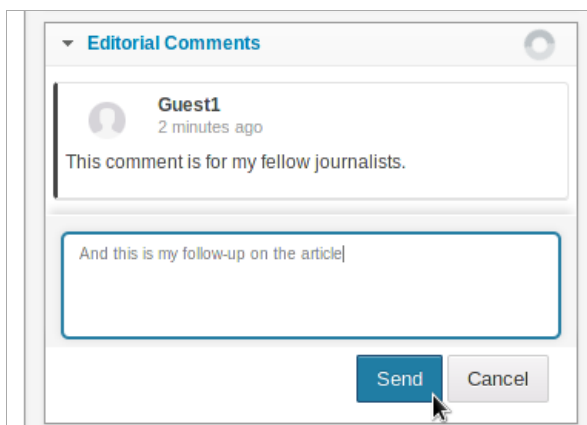 Editorial Comments
Guest1
2 minutes ago
This comment is for my fellow journalists.
And this is my follow-up on the article
Send
Cancel